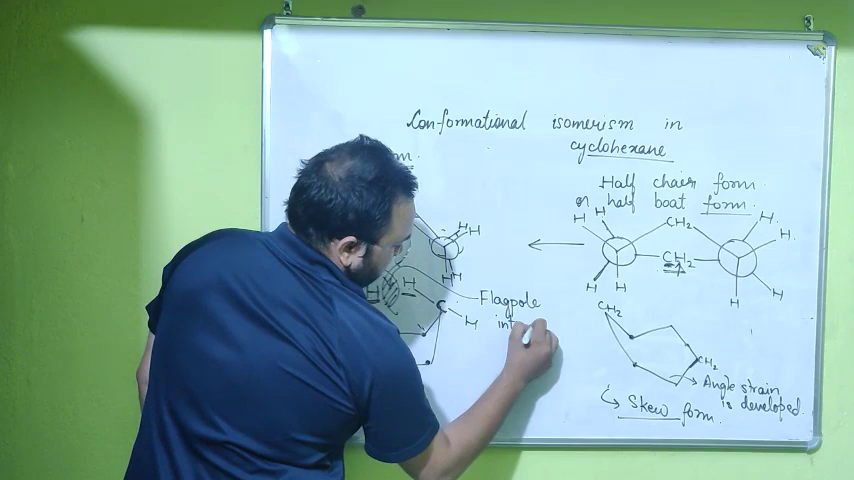 Conformational isomerism in
cyclohexane
Half chair form.
or half boat form.
H H CH2 H
H
CH2
H H H H
H H
H
H H
H H
C
H
Flagpole
int
CH2
CH2
Angle strain
is developed.
↳ Skew form.